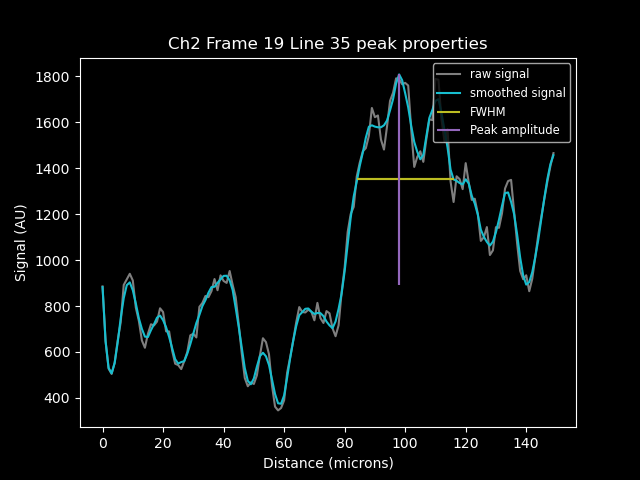 Ch2 Frame 19 Line 35 peak properties
raw signal
smoothed signal
FWHM
Peak amplitude
Signal (AU)
1800
1600
1400
1200
1000
800
600
400
0 20 40 60 80 100 120 140
Distance (microns)